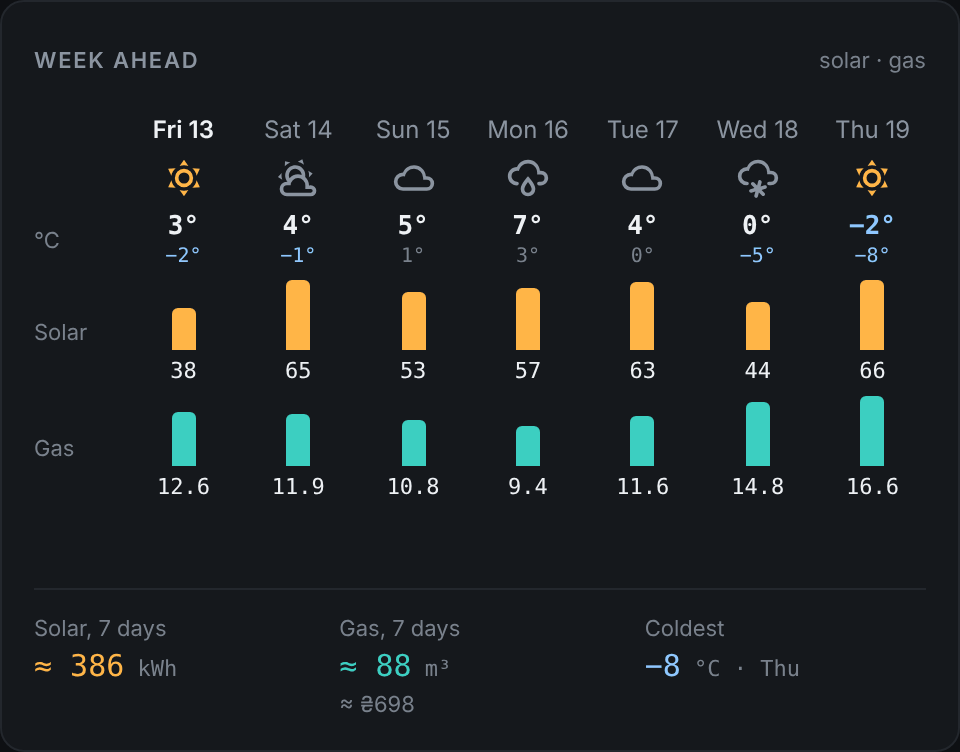 WEEK AHEAD solar · gas
Fri 13 Sat 14 Sun 15 Mon 16 Tue 17 Wed 18 Thu 19
°C
3° 4° 5° 7° 4° 0° −2°
−2° −1° 1° 3° 0° −5° −8°
Solar
38 65 53 57 63 44 66
Gas
12.6 11.9 10.8 9.4 11.6 14.8 16.6
Solar, 7 days Gas, 7 days Coldest
≈ 386 kWh ≈ 88 m³ −8 °C · Thu
≈ ₴698